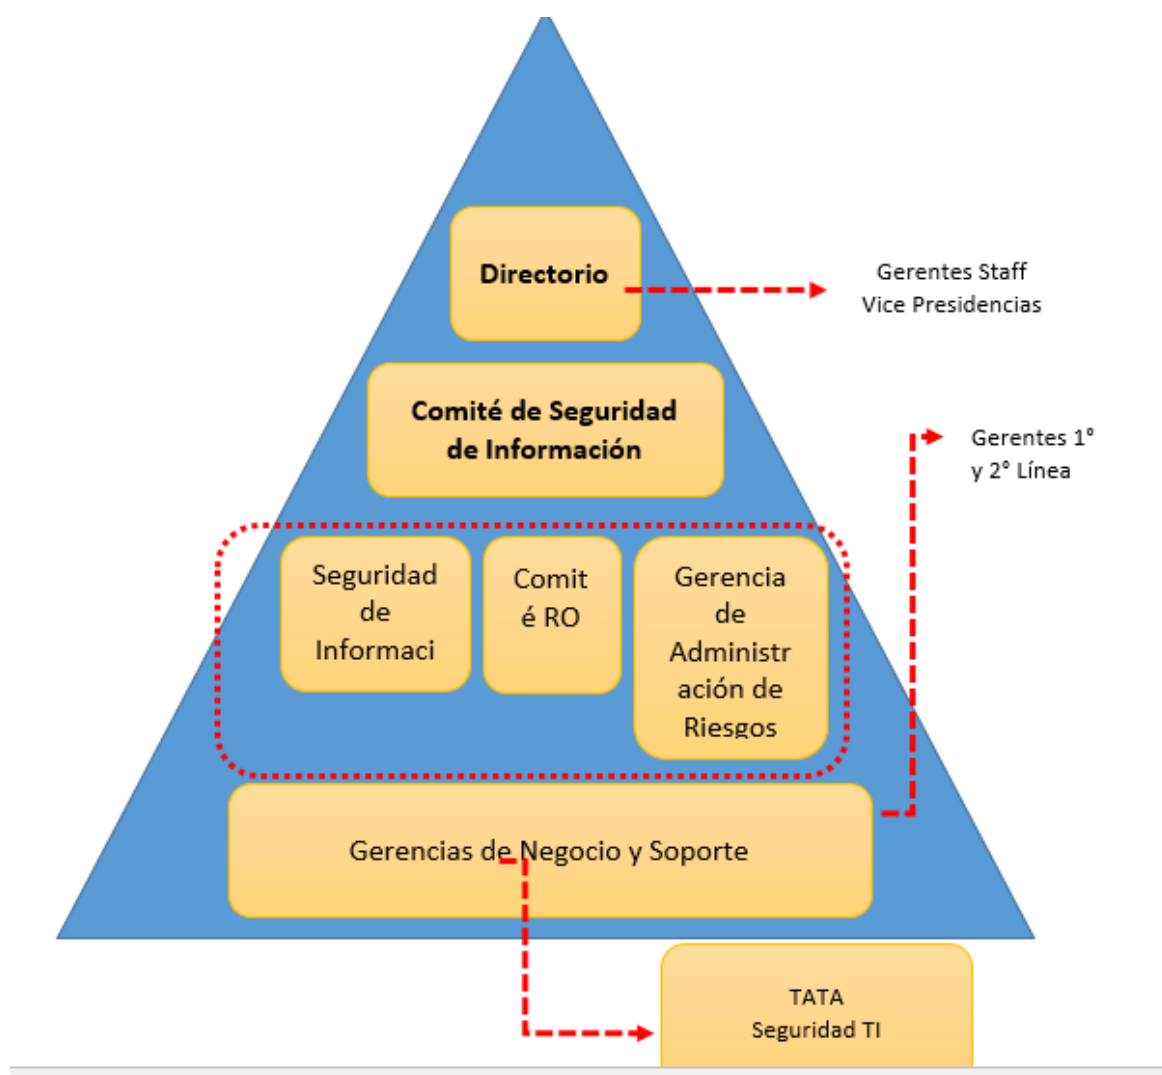 Directorio
Gerentes Staff
Vice Presidencias
Comité de Seguridad
de Información
Gerentes 1°
y 2° Línea
Seguridad
de
Informaci
Comit
é RO
Gerencia
de
Administr
ación de
Riesgos
Gerencias de Negocio y Soporte
TATA
Seguridad TI